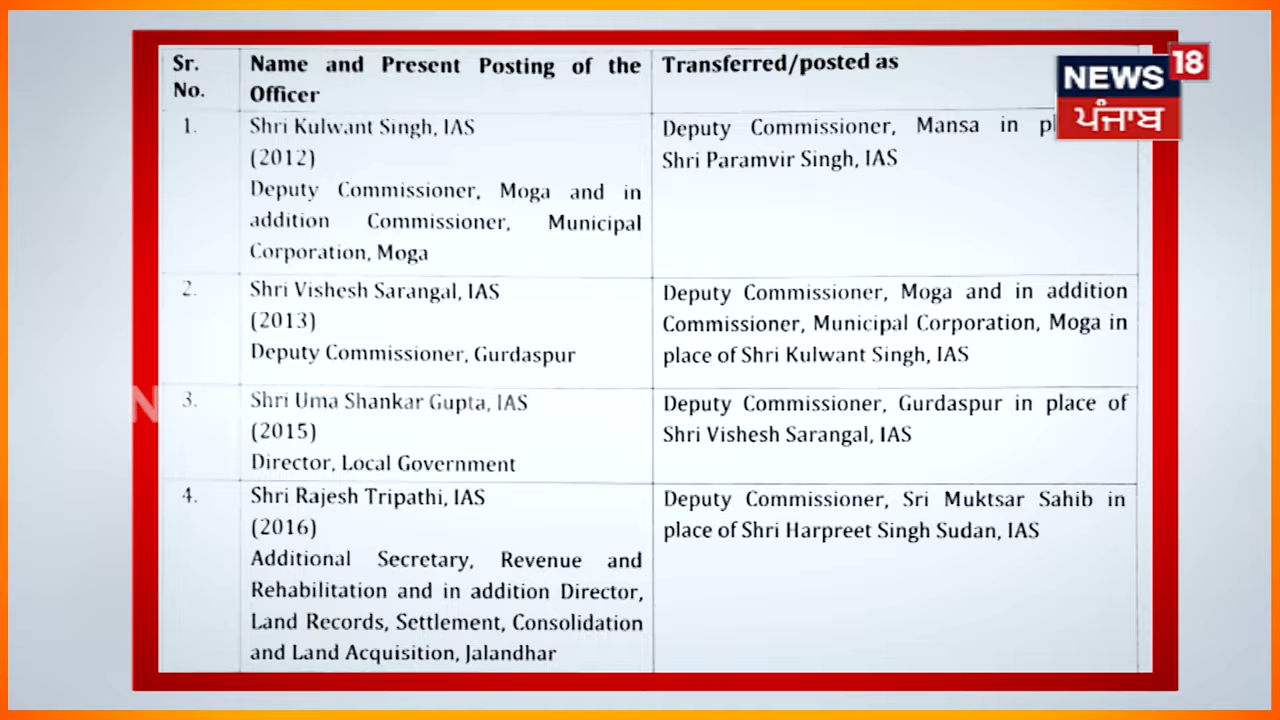 Sr. No.
Name and Present Posting of the Officer
Transferred/posted as
NEWS 18
ਪੰਜਾਬ
1.
Shri Kulwant Singh, IAS
(2012)
Deputy Commissioner, Moga and in
addition Commissioner, Municipal
Corporation, Moga
Deputy Commissioner, Mansa in
Shri Paramvir Singh, IAS
2.
Shri Vishesh Sarangal, IAS
(2013)
Deputy Commissioner, Gurdaspur
Deputy Commissioner, Moga and in addition
Commissioner, Municipal Corporation, Moga in
place of Shri Kulwant Singh, IAS
3.
Shri Uma Shankar Gupta, IAS
(2015)
Director, Local Government
Deputy Commissioner, Gurdaspur in place of
Shri Vishesh Sarangal, IAS
4.
Shri Rajesh Tripathi, IAS
(2016)
Additional Secretary, Revenue and
Rehabilitation and in addition Director,
Land Records, Settlement, Consolidation
and Land Acquisition, Jalandhar
Deputy Commissioner, Sri Muktsar Sahib in
place of Shri Harpreet Singh Sudan, IAS